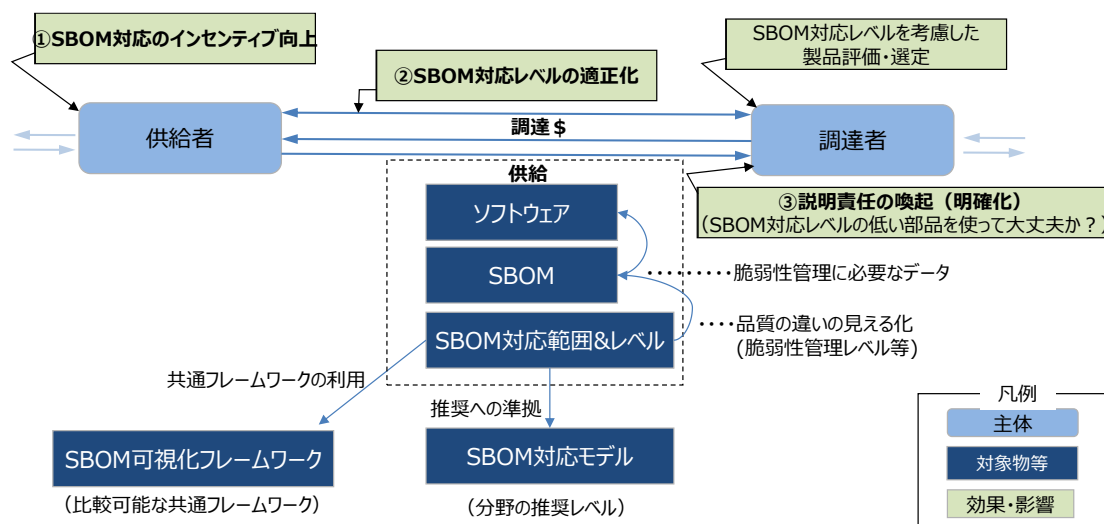 ①SBOM対応のインセンティブ向上
SBOM対応レベルを考慮した
製品評価・選定
②SBOM対応レベルの適正化
供給者
調達＄
調達者
供給
ソフトウェア
③説明責任の喚起（明確化）
（SBOM対応レベルの低い部品を使って大丈夫か？）
SBOM
・・・・・・・・・脆弱性管理に必要なデータ
SBOM対応範囲&レベル
・・・・品質の違いの見える化
(脆弱性管理レベル等)
共通フレームワークの利用
推奨への準拠
SBOM可視化フレームワーク
（比較可能な共通フレームワーク）
SBOM対応モデル
（分野の推奨レベル）
凡例
主体
対象物等
効果・影響